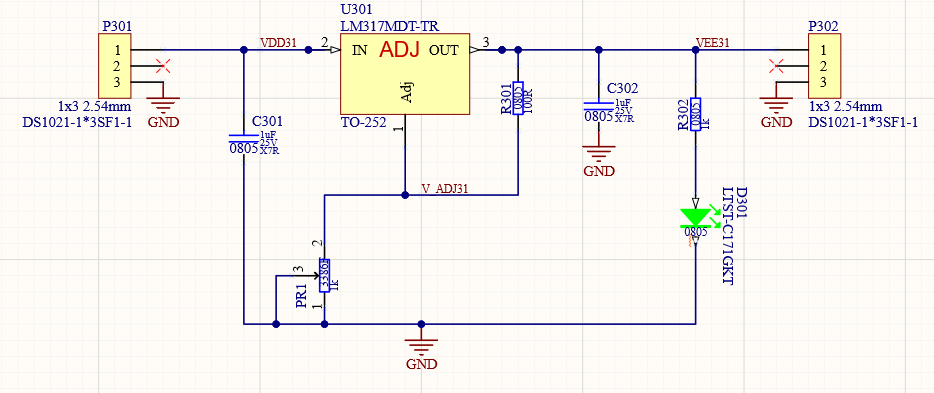 U301
P301
LM317MDT-TR
P302
1
2
3
VDD31
2
IN
ADJ
OUT
3
VEE31
1
2
3
Adj
R301
0805
100R
C302
1uF
25V
X7R
0805
R302
0805
1k
1x3 2.54mm
DS1021-1*3SF1-1
GND
TO-252
1
GND
1x3 2.54mm
DS1021-1*3SF1-1
C301
1uF
25V
X7R
0805
GND
V_ADJ31
D301
LTST-C171GKT
0805
2
3
PR1
3386F
1k
1
GND